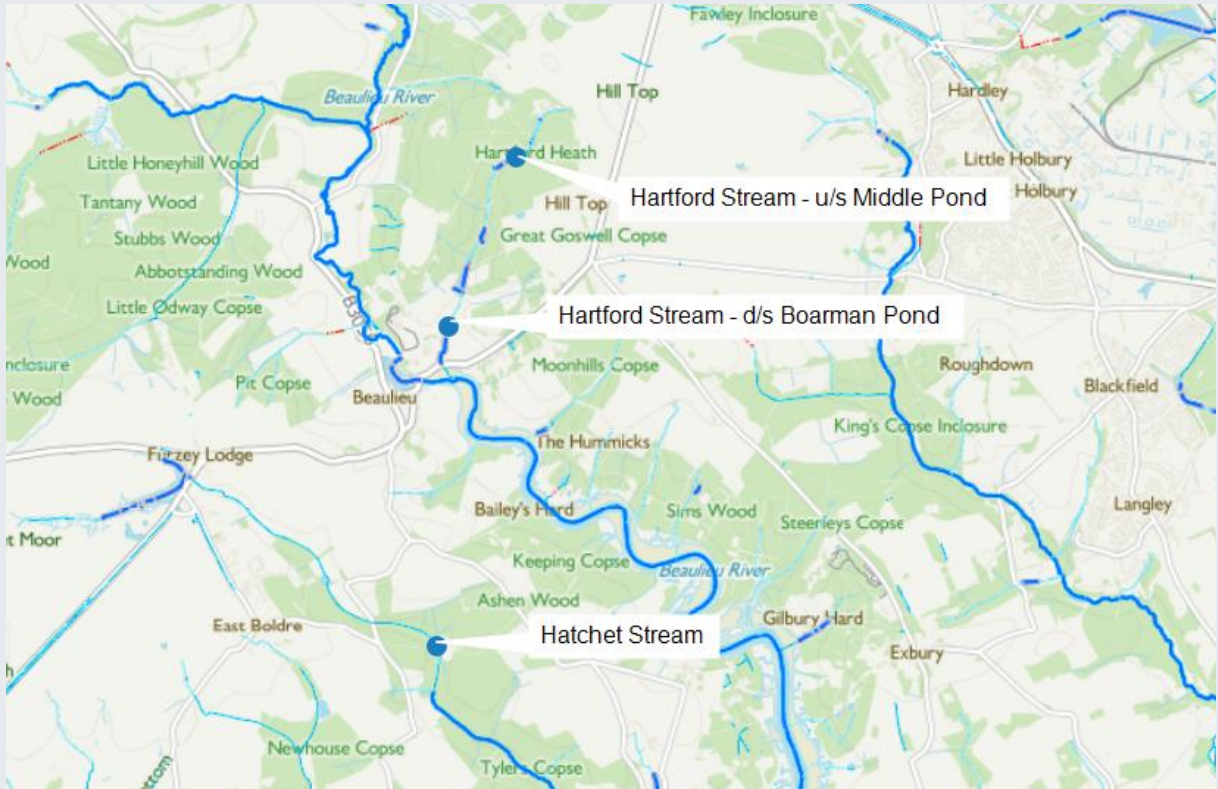 Fawley Inclosure
Beaulieu River
Hill Top
Hardley
Hartford Heath
Little Honeyhill Wood
Little Holbury
Holbury
Hartford Stream - u/s Middle Pond
Tantany Wood
Hill Top
Stubbs Wood
Great Goswell Copse
Wood
Abbotstanding Wood
Little Odway Copse
B30
Hartford Stream - d/s Boarman Pond
nclosure
Moonhills Copse
Roughdown
Pit Copse
Blackfield
Wood
Beaulieu
King's Copse Inclosure
The Hummicks
Furzey Lodge
Bailey's Hard
Sims Wood
Langley
Steerleys Copse
et Moor
Keeping Copse
Beaulieu River
Ashen Wood
Gilbury Hard
East Boldre
Hatchet Stream
Exbury
h
Newhouse Copse
Tylers Copse
ottom